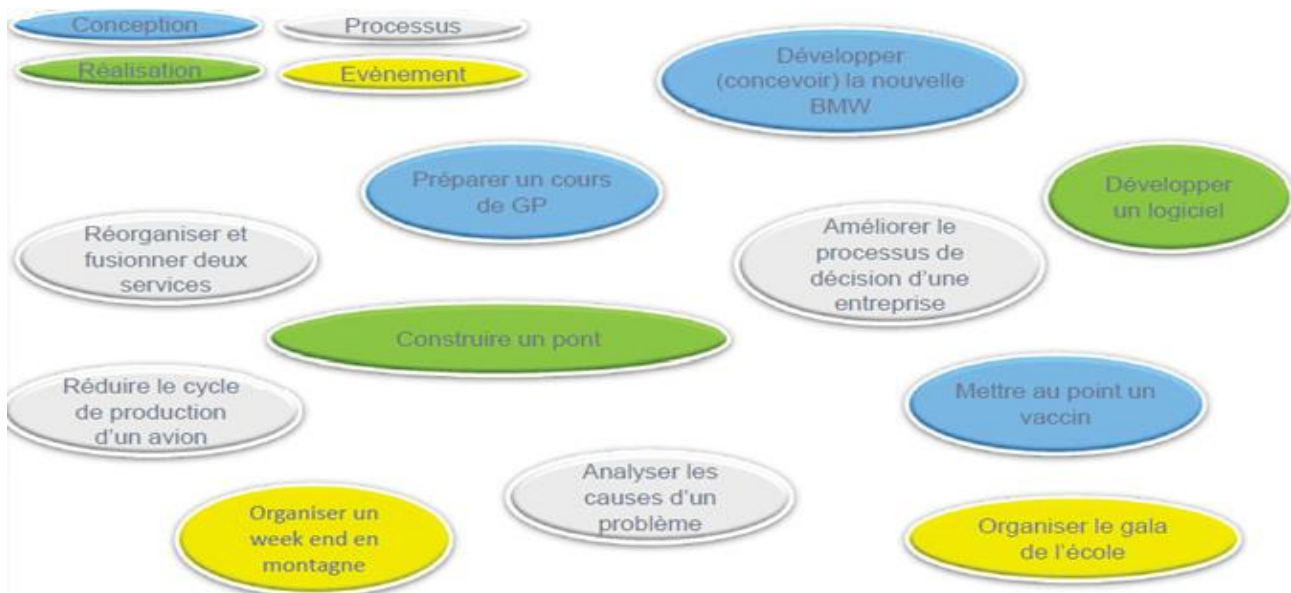 Conception
Processus
Réalisation
Evènement
Développer
(concevoir) la nouvelle
BMW
Préparer un cours
de GP
Développer
un logiciel
Réorganiser et
fusionner deux
services
Améliorer le
processus de
décision d'une
entreprise
Construire un pont
Réduire le cycle
de production
d'un avion
Mettre au point un
vaccin
Analyser les
causes d'un
problème
Organiser un
week end en
montagne
Organiser le gala
de l'école